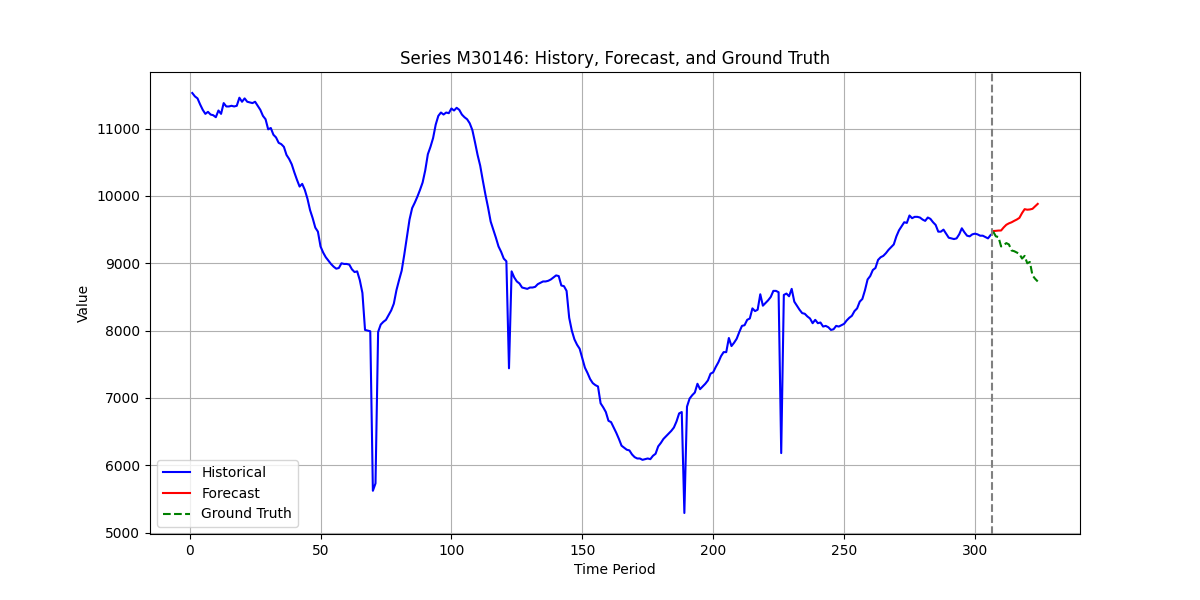 Series M30146: History, Forecast, and Ground Truth
Value
11000
10000
9000
8000
7000
6000
5000
Historical
Forecast
Ground Truth
0 50 100 150 200 250 300
Time Period